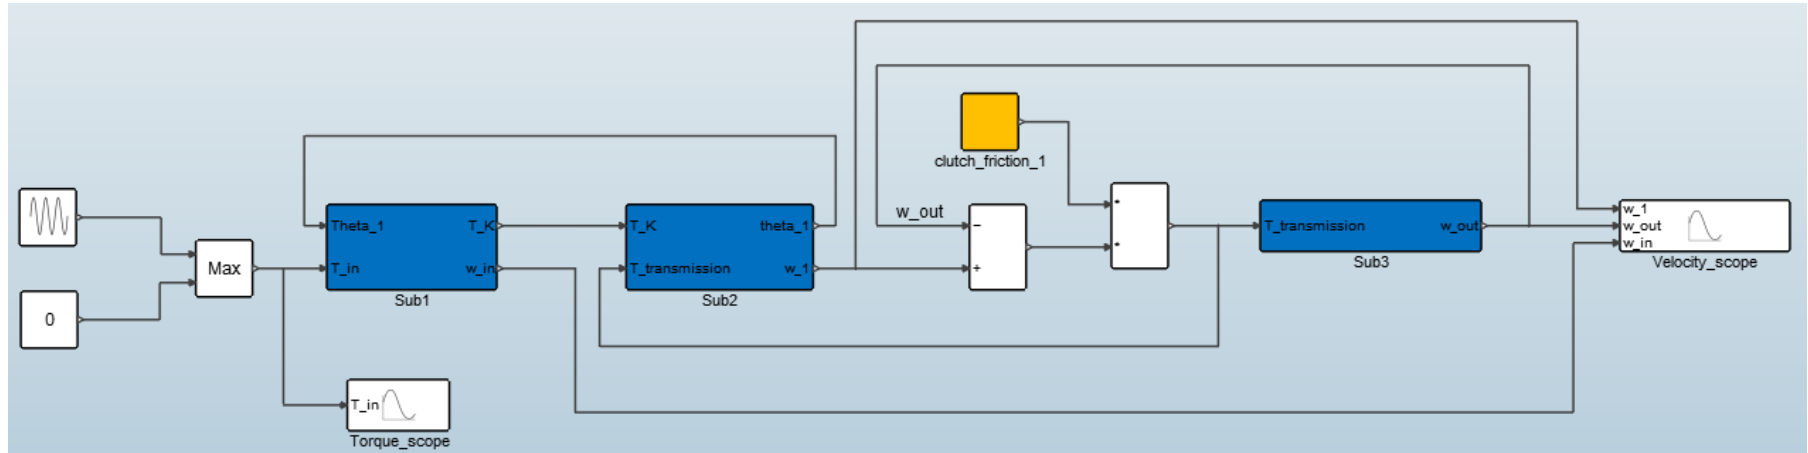 w_1
w_out
w_in
Velocity_scope
clutch_friction_1
w_out
−
+
*
*
T_transmission
w_out
Sub3
Theta_1
T_K
T_in
w_in
Sub1
T_K
theta_1
T_transmission
w_1
Sub2
Max
0
T_in
Torque_scope